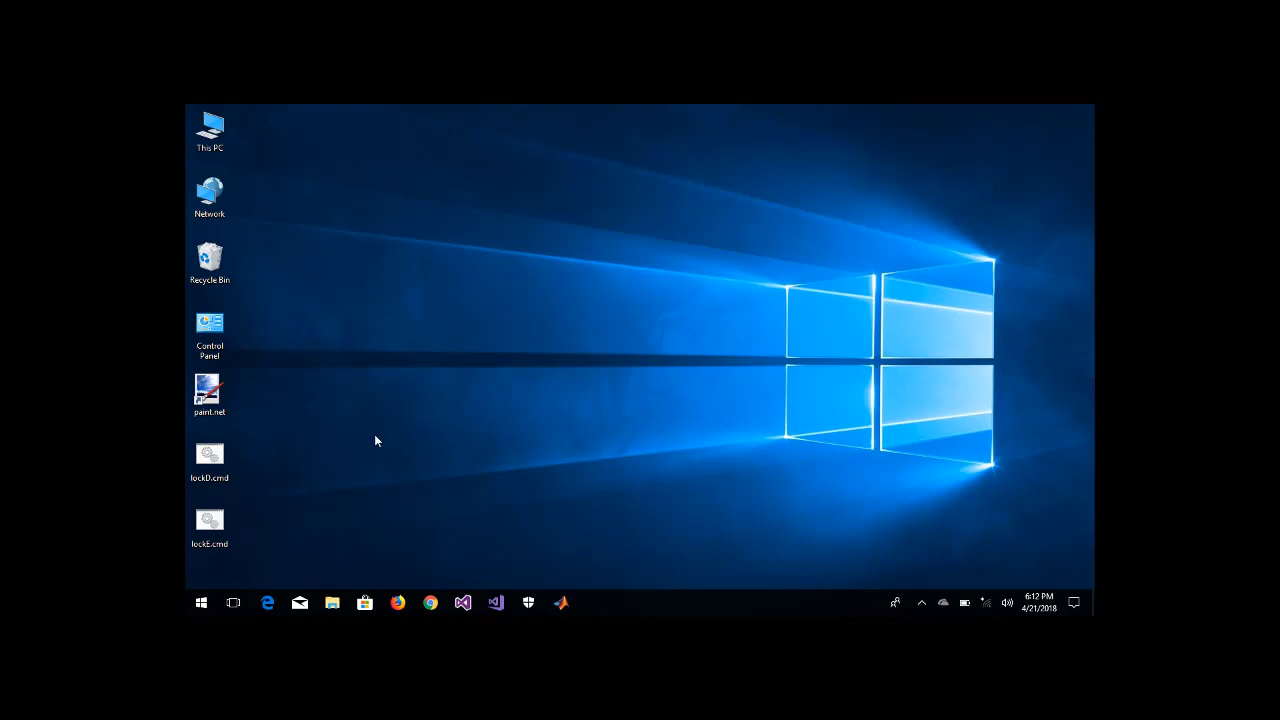 This PC
Network
Recycle Bin
Control
Panel
paint.net
lockD.cmd
lockE.cmd
6:12 PM
4/21/2018